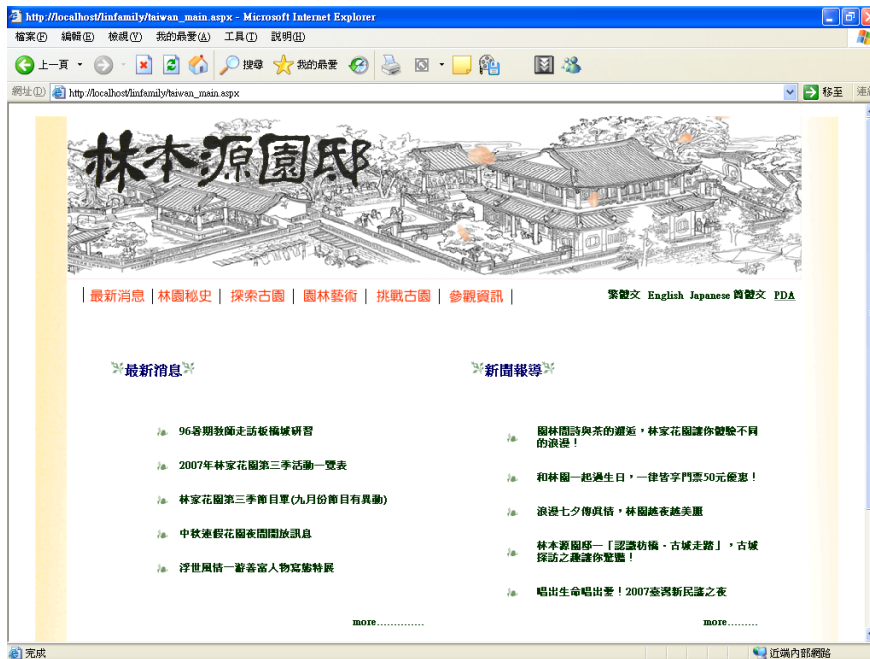 http://localhost/linfamily/taiwan_main.aspx - Microsoft Internet Explorer
檔案(F) 編輯(E) 檢視(V) 我的最愛(A) 工具(T) 說明(H)
上一頁 搜尋 我的最愛
網址(D) http://localhost/linfamily/taiwan_main.aspx 移至
林本源園邸
最新消息 | 林園秘史 | 探索古園 | 園林藝術 | 挑戰古園 | 參觀資訊 |
繁體文 English Japanese 简體文 PDA
最新消息
96暑期教師走訪板橋城研習
2007年林家花園第三季活動一覽表
林家花園第三季節目單(九月份節目有異動)
中秋連假花園夜間開放訊息
浮世風情—游善富人物寫態特展
more..............
新聞報導
園林間詩與茶的邂逅，林家花園讓你體驗不同
的浪漫！
和林園一起過生日，一律皆享門票50元優惠！
浪漫七夕傳真情，林園越夜越美麗
林本源園邸—「認識枋橋 - 古城走踏」，古城
探訪之趣讓你驚豔！
唱出生命唱出愛！2007臺灣新民謠之夜
more.........
完成
近端內部網路